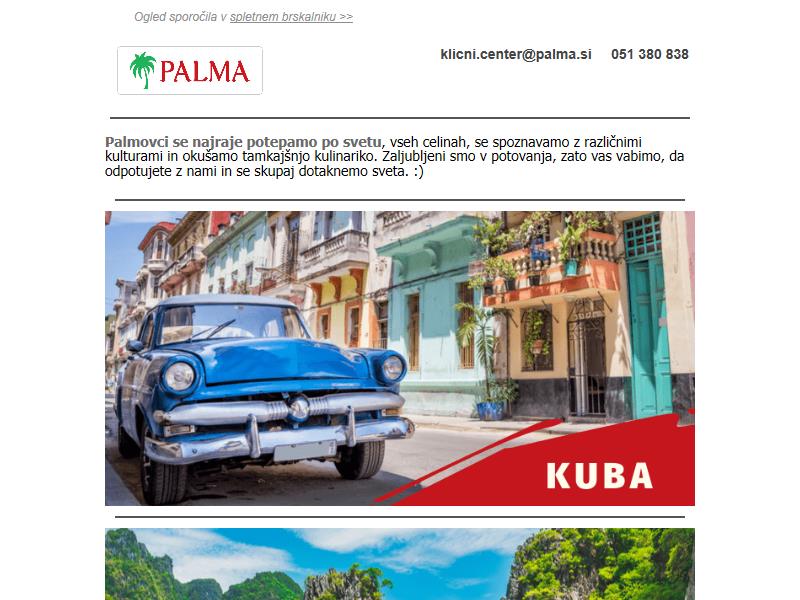 Ogled sporočila v spletnem brskalniku >>
PALMA
klicni.center@palma.si 051 380 838
Palmovci se najraje potepamo po svetu, vseh celinah, se spoznavamo z različnimi
kulturami in okušamo tamkajšnjo kulinariko. Zaljubljeni smo v potovanja, zato vas vabimo, da
odpotujete z nami in se skupaj dotaknemo sveta. :)
KUBA